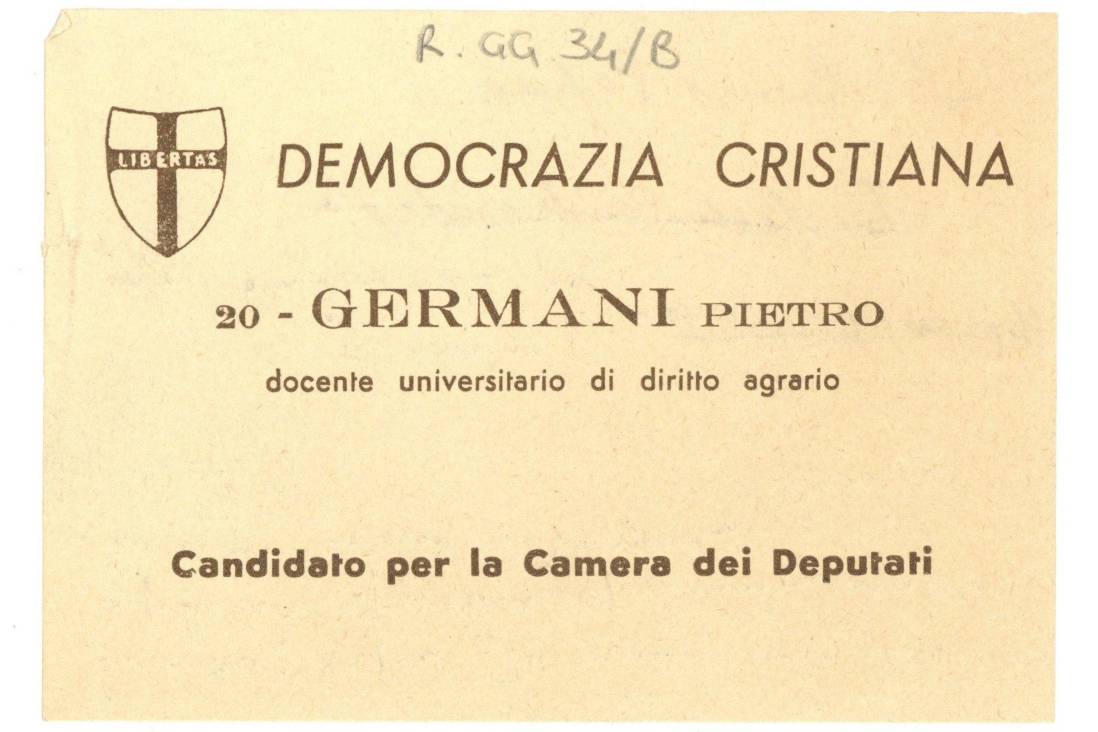 R. GG. 34/B
LIBERTAS
DEMOCRAZIA CRISTIANA
20 - GERMANI PIETRO
docente universitario di diritto agrario
Candidato per la Camera dei Deputati